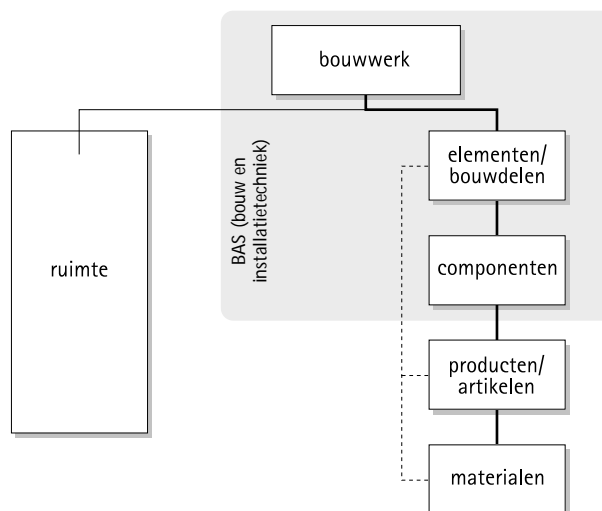 bouwwerk
elementen/
bouwdelen
BAS (bouw en
installatietechniek)
ruimte
componenten
producten/
artikelen
materialen